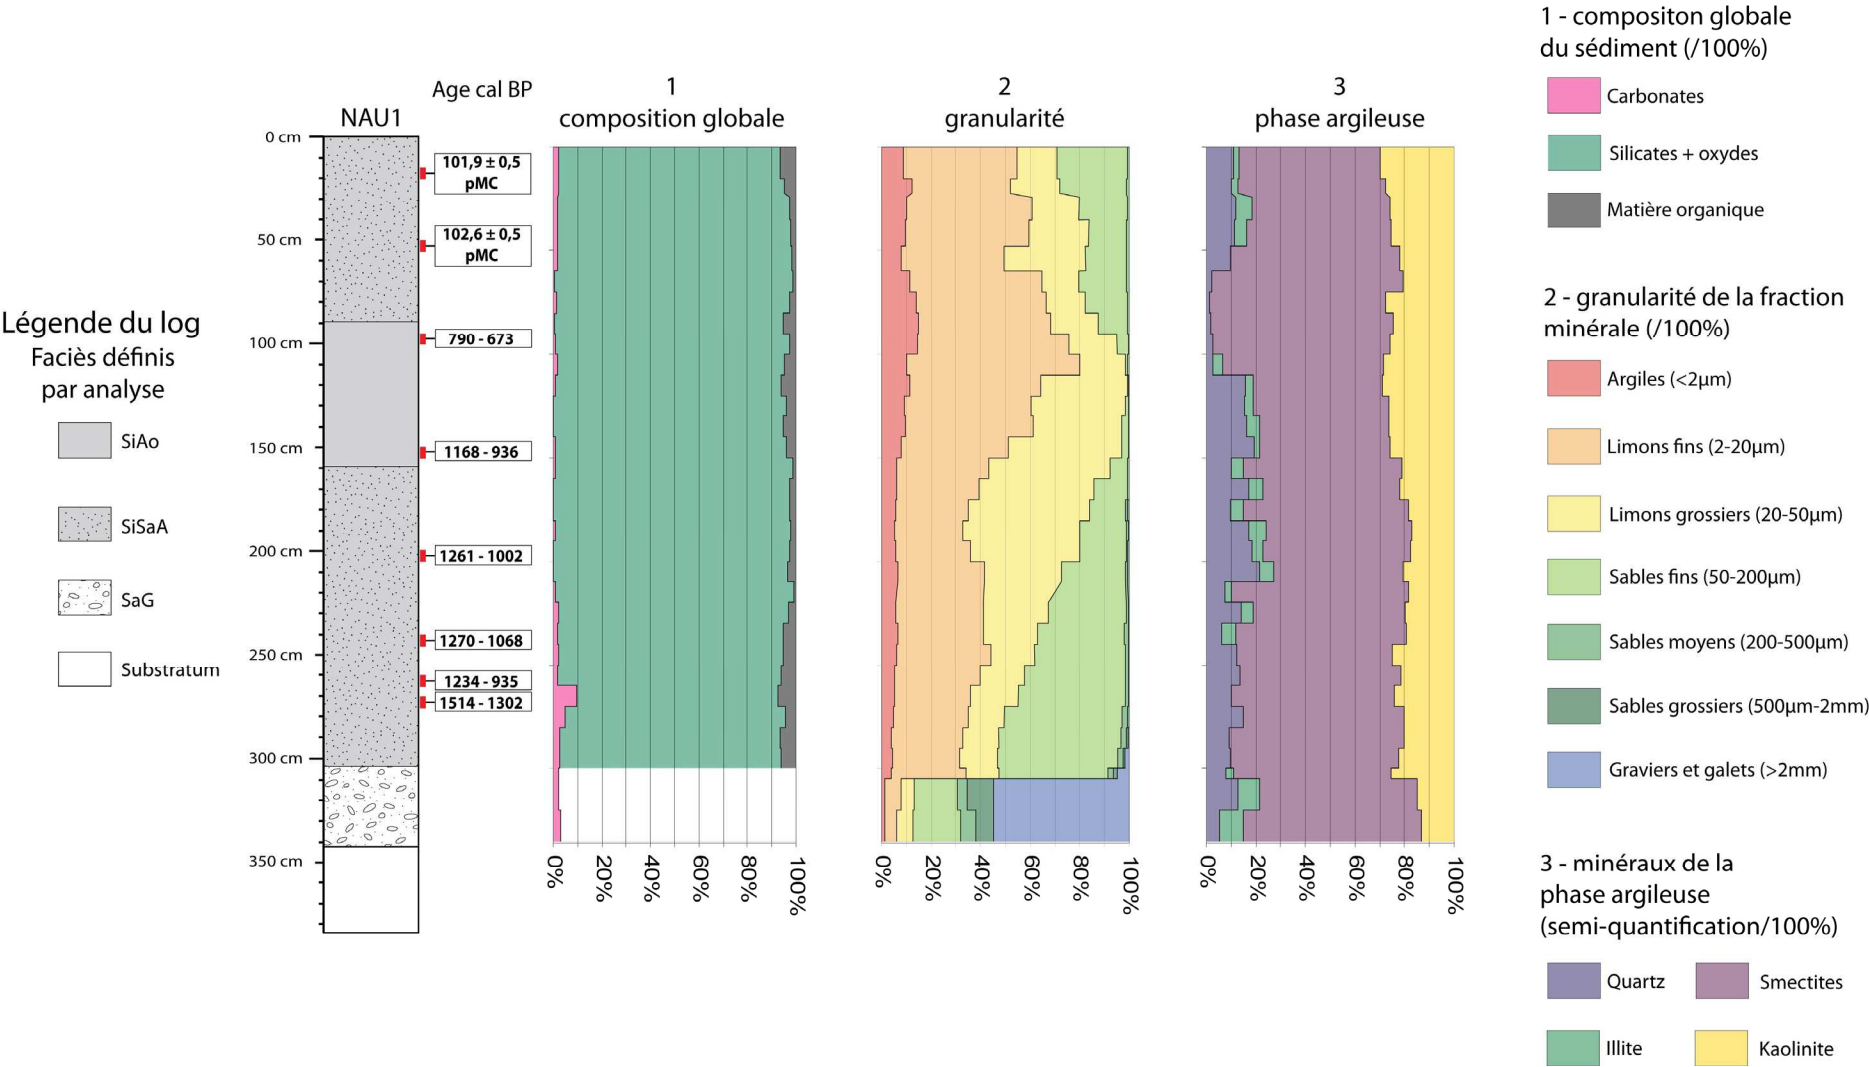 Légende du log
Faciès définis
par analyse
SiAo
SiSaA
SaG
Substratum
NAU1
0 cm
50 cm
100 cm
150 cm
200 cm
250 cm
300 cm
350 cm
Age cal BP
101,9 ± 0,5
pMC
102,6 ± 0,5
pMC
790 - 673
1168 - 936
1261 - 1002
1270 - 1068
1234 - 935
1514 - 1302
1
composition globale
0%
20%
40%
60%
80%
100%
2
granularité
0%
20%
40%
60%
80%
100%
3
phase argileuse
0%
20%
40%
60%
80%
100%
1 - compositon globale
du sédiment (/100%)
Carbonates
Silicates + oxydes
Matière organique
2 - granularité de la fraction
minérale (/100%)
Argiles (<2µm)
Limons fins (2-20µm)
Limons grossiers (20-50µm)
Sables fins (50-200µm)
Sables moyens (200-500µm)
Sables grossiers (500µm-2mm)
Graviers et galets (>2mm)
3 - minéraux de la
phase argileuse
(semi-quantification/100%)
Quartz
Smectites
Illite
Kaolinite